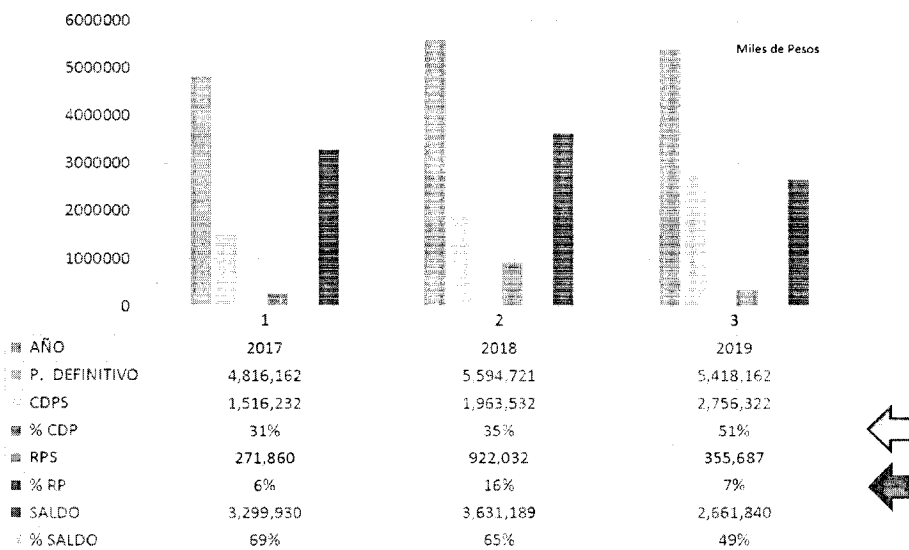 6000000
Miles de Pesos
5000000
4000000
3000000
2000000
1000000
0
1 2 3
AÑO 2017 2018 2019
P. DEFINITIVO 4,816,162 5,594,721 5,418,162
CDPS 1,516,232 1,963,532 2,756,322
% CDP 31% 35% 51%
RPS 271,860 922,032 355,687
% RP 6% 16% 7%
SALDO 3,299,930 3,631,189 2,661,840
% SALDO 69% 65% 49%